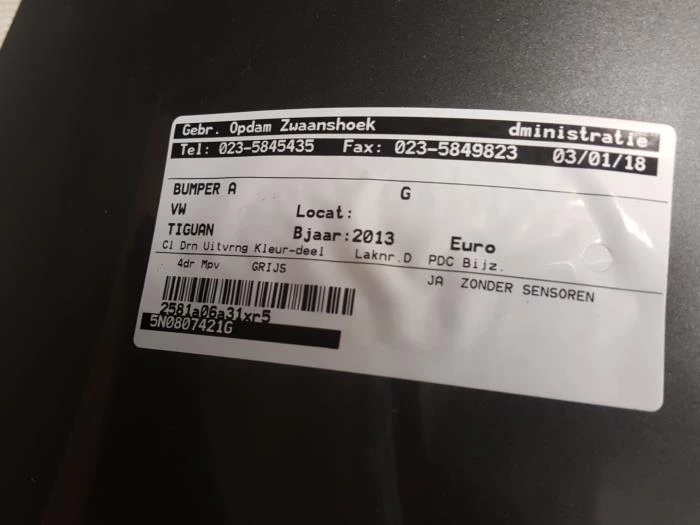 Gebr. Opdam Zwaanshoek dministratie
Tel: 023-5845435 Fax: 023-5849823 03/01/18
BUMPER A G
VW Locat:
TIGUAN Bjaar:2013 Euro
Cl Drn Uitvrng Kleur-deel Laknr.D PDC Bijz.
4dr Mpv GRIJS JA ZONDER SENSOREN
2581a06a31xr5
5N0807421G